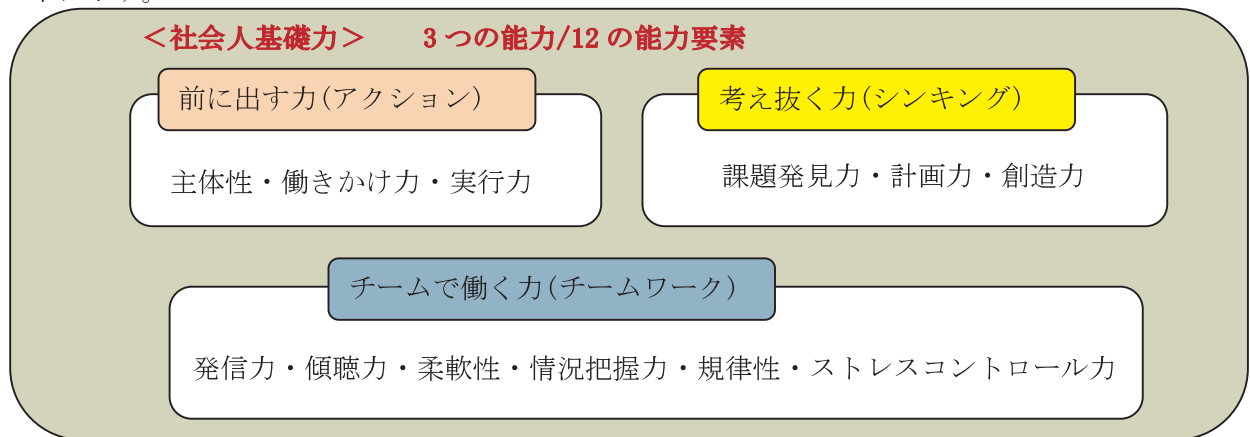 ＜社会人基礎力＞　　3 つの能力/12 の能力要素
前に出す力(アクション)
考え抜く力(シンキング)
主体性・働きかけ力・実行力
課題発見力・計画力・創造力
チームで働く力(チームワーク)
発信力・傾聴力・柔軟性・情況把握力・規律性・ストレスコントロール力